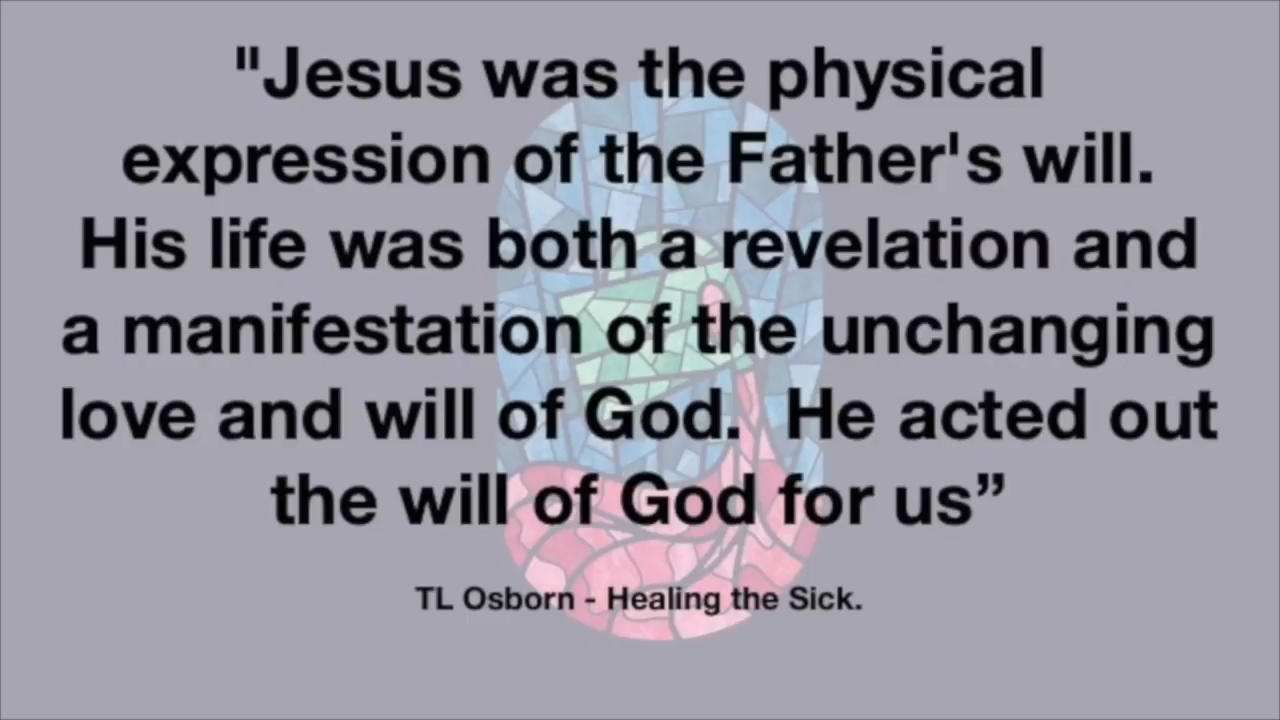 "Jesus was the physical
expression of the Father's will.
His life was both a revelation and
a manifestation of the unchanging
love and will of God.  He acted out
the will of God for us”
TL Osborn - Healing the Sick.